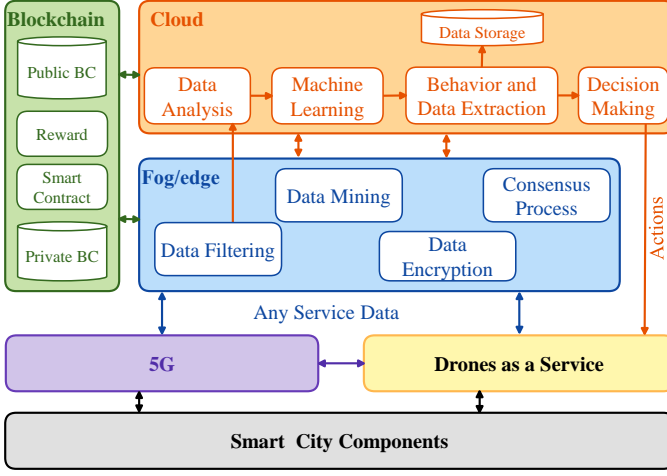 Blockchain
Public BC
Reward
Smart
Contract
Private BC
Cloud
Data Storage
Data
Analysis
Machine
Learning
Behavior and
Data Extraction
Decision
Making
Fog/edge
Data Mining
Consensus
Process
Data Filtering
Data
Encryption
Actions
Any Service Data
5G
Drones as a Service
Smart City Components